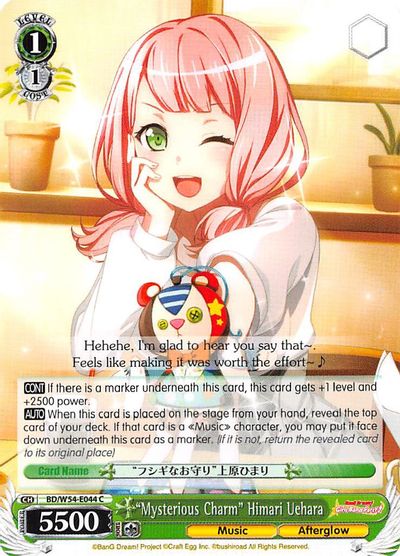 LEVEL
1
1
COST
Hehehe, I'm glad to hear you say that~.
Feels like making it was worth the effort~♪
CONT If there is a marker underneath this card, this card gets +1 level and
+2500 power.
AUTO When this card is placed on the stage from your hand, reveal the top
card of your deck. If that card is a «Music» character, you may put it face
down underneath this card as a marker. (If it is not, return the revealed card
to its original place)
Card Name
"フシギなお守り"上原ひまり
CH BD/W54-E044 C
5500
"Mysterious Charm" Himari Uehara
BanG Dream!
Girls Band Party!
Music
Afterglow
©BanG Dream! Project ©Craft Egg Inc. ©bushiroad All Rights Reserved.